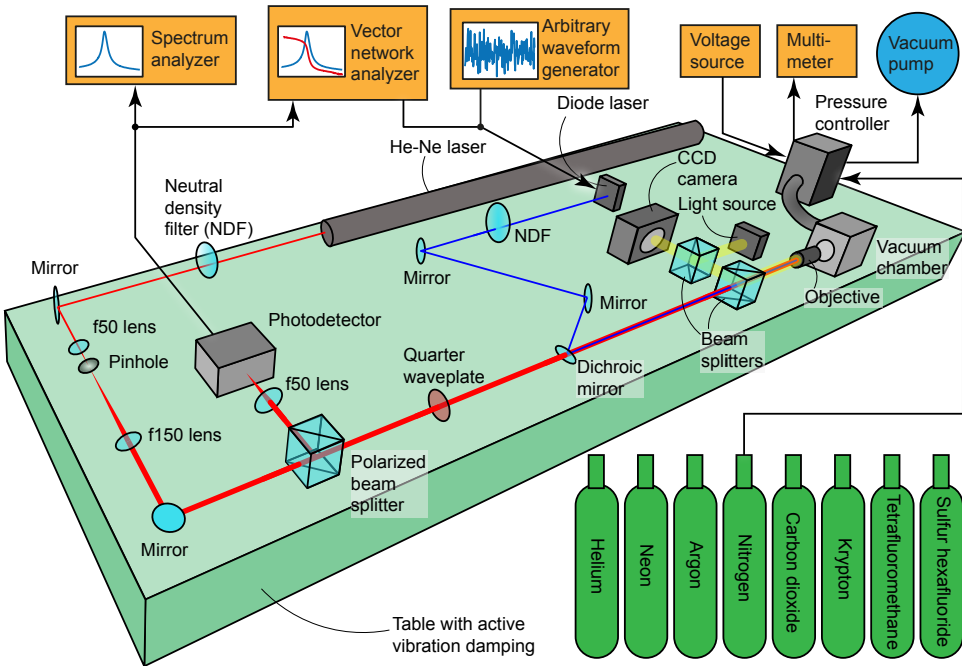 Spectrum
analyzer
Vector
network
analyzer
Arbitrary
waveform
generator
Voltage
source
Multi-
meter
Vacuum
pump
Diode laser
Pressure
controller
He-Ne laser
CCD
camera
Neutral
density
filter (NDF)
Light source
NDF
Mirror
Mirror
Mirror
Vacuum
chamber
Objective
f50 lens
Photodetector
Pinhole
Beam
splitters
Quarter
waveplate
Dichroic
mirror
f50 lens
f150 lens
Polarized
beam
splitter
Mirror
Table with active
vibration damping
Helium
Neon
Argon
Nitrogen
Carbon dioxide
Krypton
Tetrafluoromethane
Sulfur hexafluoride